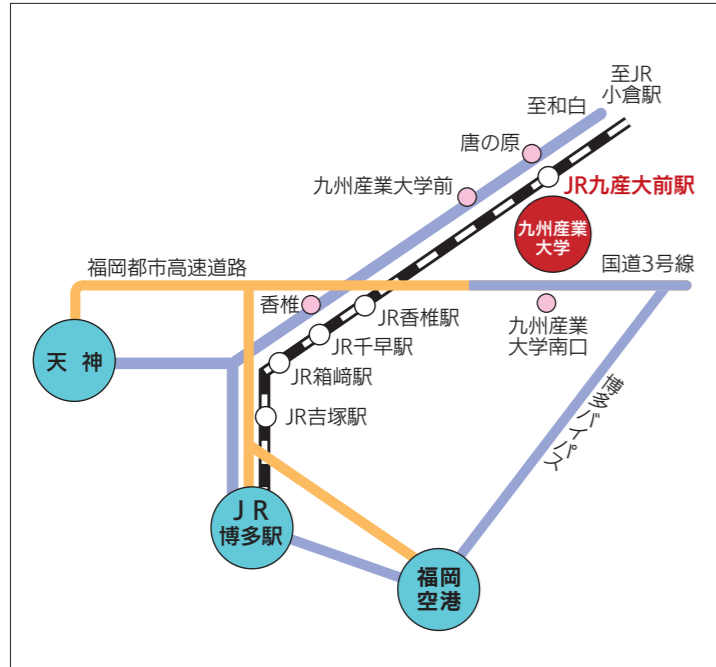 至JR
小倉駅
至和白
唐の原
JR九産大前駅
九州産業大学前
九州産業
大学
国道3号線
福岡都市高速道路
香椎
JR香椎駅
九州産業
大学南口
JR千早駅
天 神
JR箱﨑駅
博多バイパス
JR吉塚駅
JR
博多駅
福岡
空港